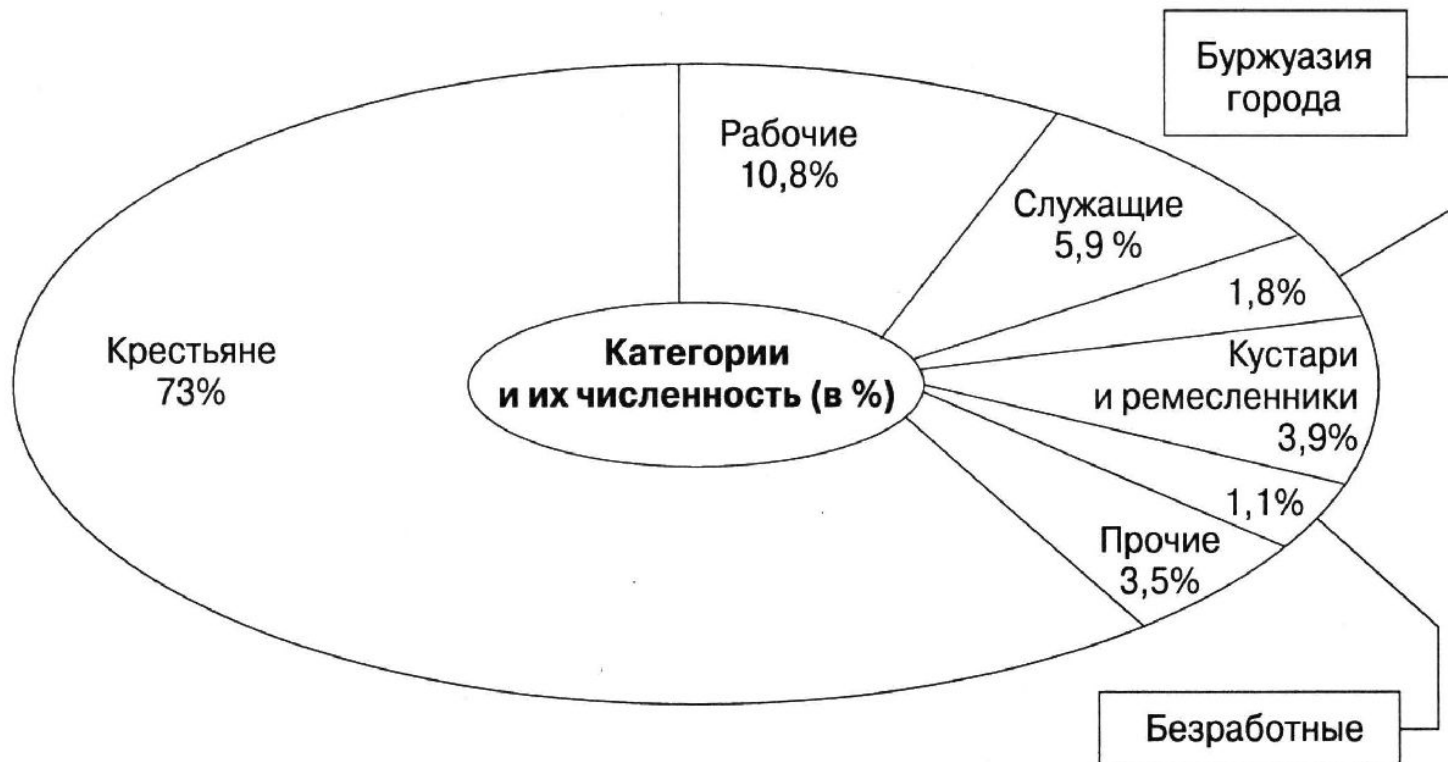 Буржуазия
города
Рабочие
10,8%
Служащие
5,9 %
1,8%
Крестьяне
73%
Категории
и их численность (в %)
Кустари
и ремесленники
3,9%
1,1%
Прочие
3,5%
Безработные